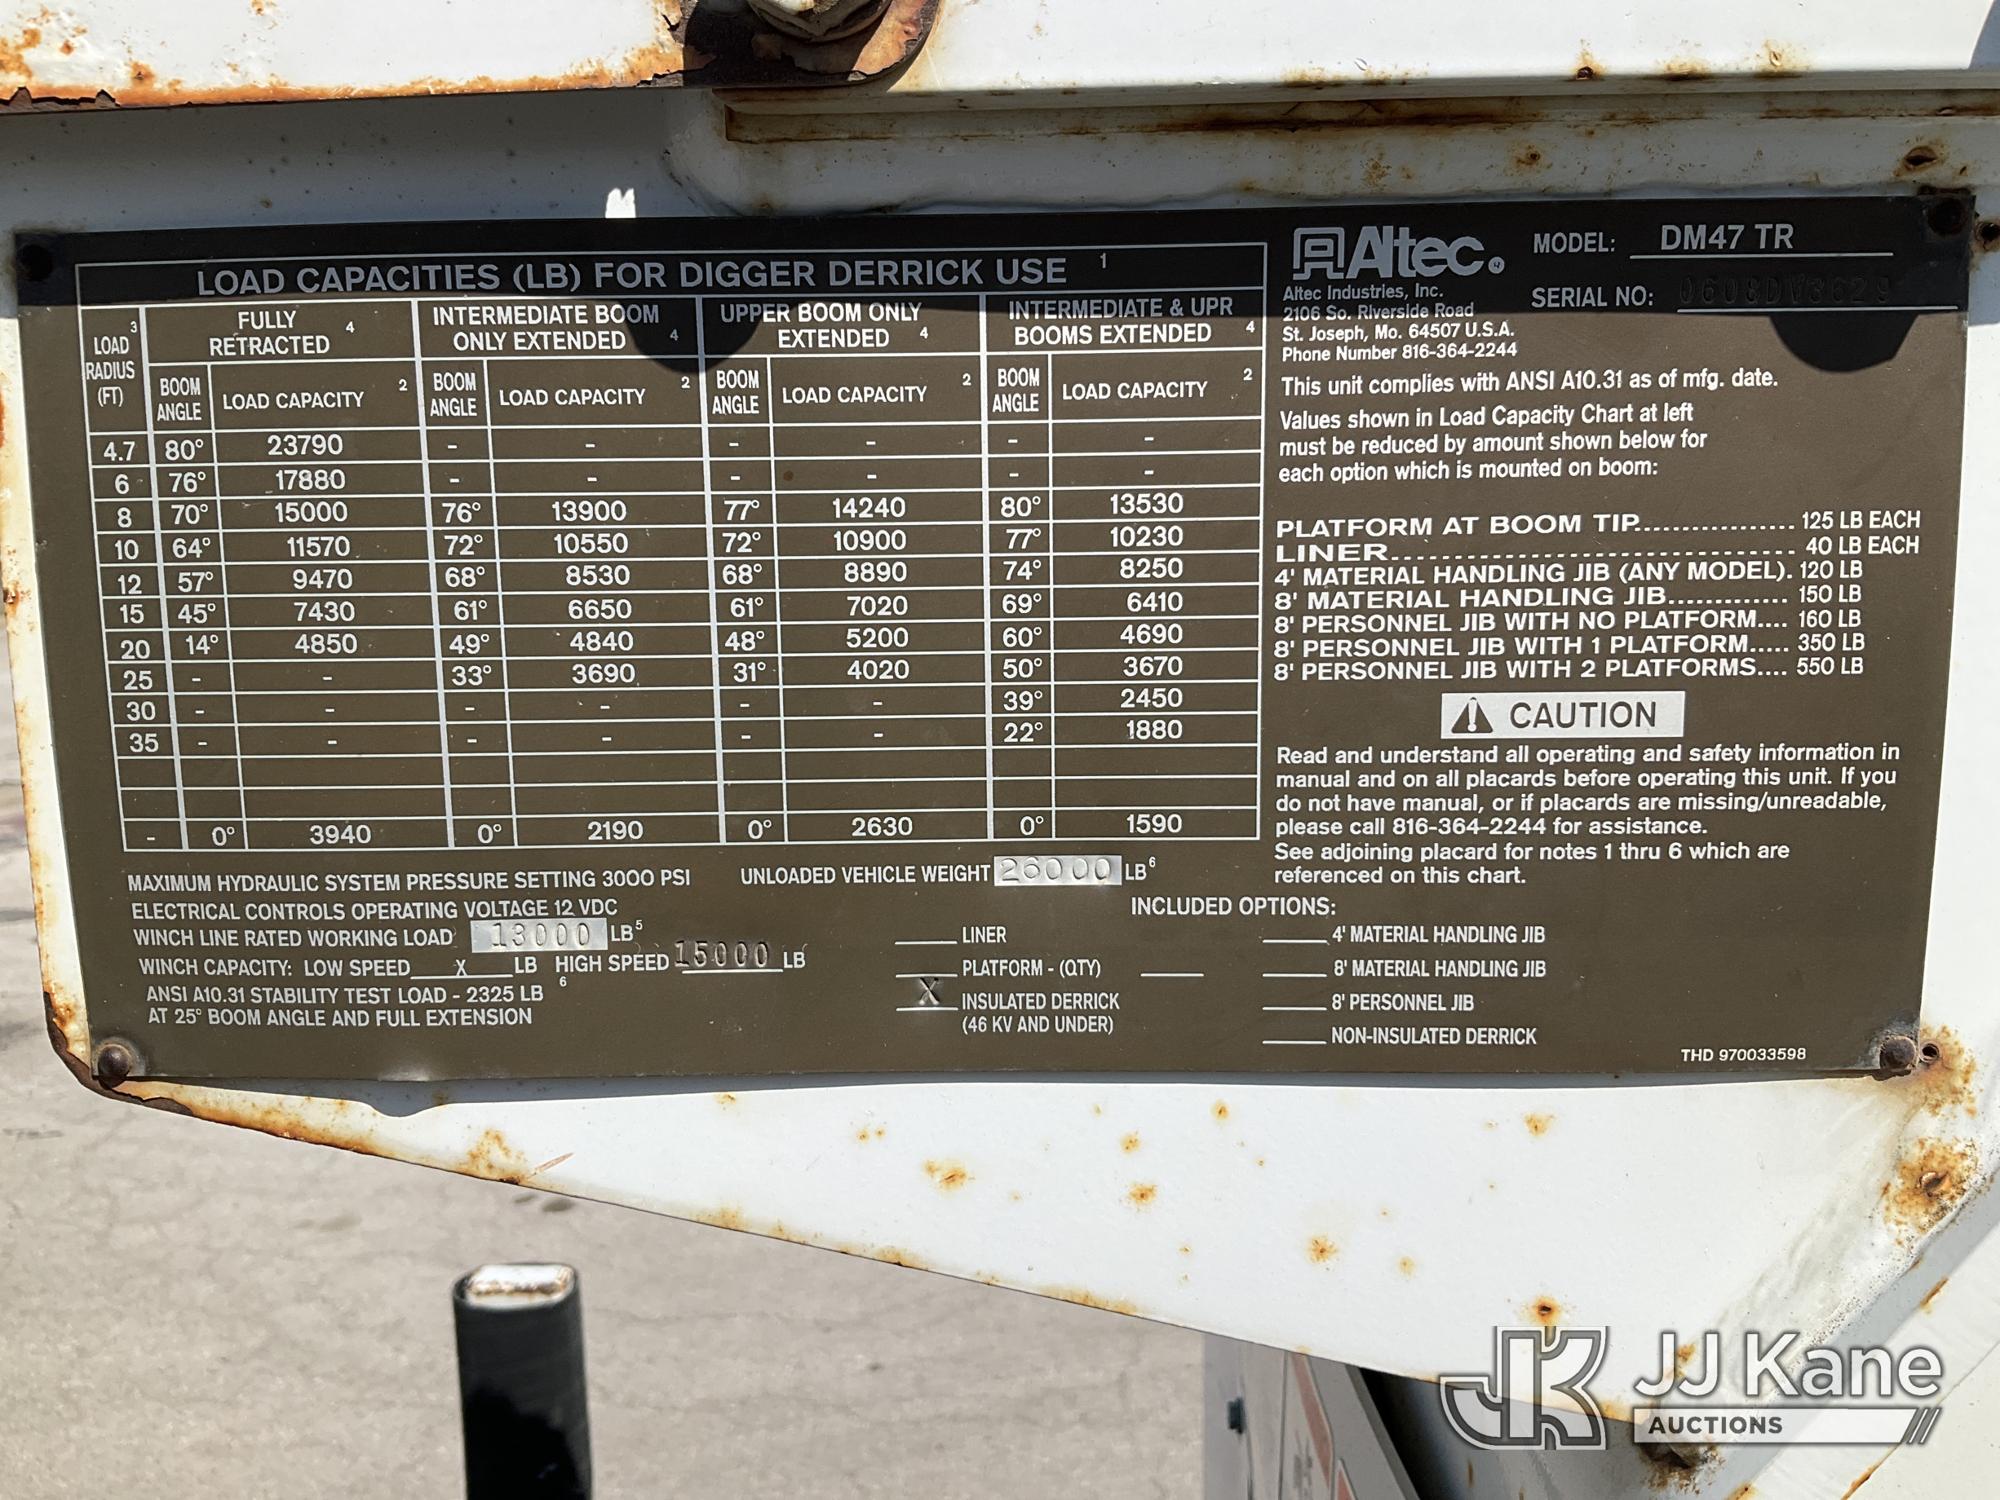 LOAD CAPACITIES (LB) FOR DIGGER DERRICK USE 1
LOAD RADIUS (FT) 3
FULLY RETRACTED 4
INTERMEDIATE BOOM ONLY EXTENDED 4
UPPER BOOM ONLY EXTENDED 4
INTERMEDIATE & UPR BOOMS EXTENDED 4
BOOM ANGLE LOAD CAPACITY 2 BOOM ANGLE LOAD CAPACITY 2 BOOM ANGLE LOAD CAPACITY 2 BOOM ANGLE LOAD CAPACITY 2
4.7 80° 23790 - - - - - -
6 76° 17880 - - - - - -
8 70° 15000 76° 13900 77° 14240 80° 13530
10 64° 11570 72° 10550 72° 10900 77° 10230
12 57° 9470 68° 8530 68° 8890 74° 8250
15 45° 7430 61° 6650 61° 7020 69° 6410
20 14° 4850 49° 4840 48° 5200 60° 4690
25 - - 33° 3690 31° 4020 50° 3670
30 - - - - - - 39° 2450
35 - - - - - - 22° 1880
- 0° 3940 0° 2190 0° 2630 0° 1590
MAXIMUM HYDRAULIC SYSTEM PRESSURE SETTING 3000 PSI
UNLOADED VEHICLE WEIGHT 26000 LB 6
ELECTRICAL CONTROLS OPERATING VOLTAGE 12 VDC
WINCH LINE RATED WORKING LOAD 13000 LB 5
WINCH CAPACITY: LOW SPEED X LB HIGH SPEED 15000 LB
ANSI A10.31 STABILITY TEST LOAD - 2325 LB 6
AT 25° BOOM ANGLE AND FULL EXTENSION
Altec
Altec Industries, Inc.
2106 So. Riverside Road
St. Joseph, Mo. 64507 U.S.A.
Phone Number 816-364-2244
MODEL: DM47 TR
SERIAL NO: 0608DV3629
This unit complies with ANSI A10.31 as of mfg. date.
Values shown in Load Capacity Chart at left
must be reduced by amount shown below for
each option which is mounted on boom:
PLATFORM AT BOOM TIP................ 125 LB EACH
LINER.................................. 40 LB EACH
4' MATERIAL HANDLING JIB (ANY MODEL). 120 LB
8' MATERIAL HANDLING JIB............. 150 LB
8' PERSONNEL JIB WITH NO PLATFORM.... 160 LB
8' PERSONNEL JIB WITH 1 PLATFORM..... 350 LB
8' PERSONNEL JIB WITH 2 PLATFORMS.... 550 LB
CAUTION
Read and understand all operating and safety information in
manual and on all placards before operating this unit. If you
do not have manual, or if placards are missing/unreadable,
please call 816-364-2244 for assistance.
See adjoining placard for notes 1 thru 6 which are
referenced on this chart.
INCLUDED OPTIONS:
LINER
PLATFORM - (QTY)
X INSULATED DERRICK
(46 KV AND UNDER)
4' MATERIAL HANDLING JIB
8' MATERIAL HANDLING JIB
8' PERSONNEL JIB
NON-INSULATED DERRICK
THD 970033598
JK JJ Kane
AUCTIONS